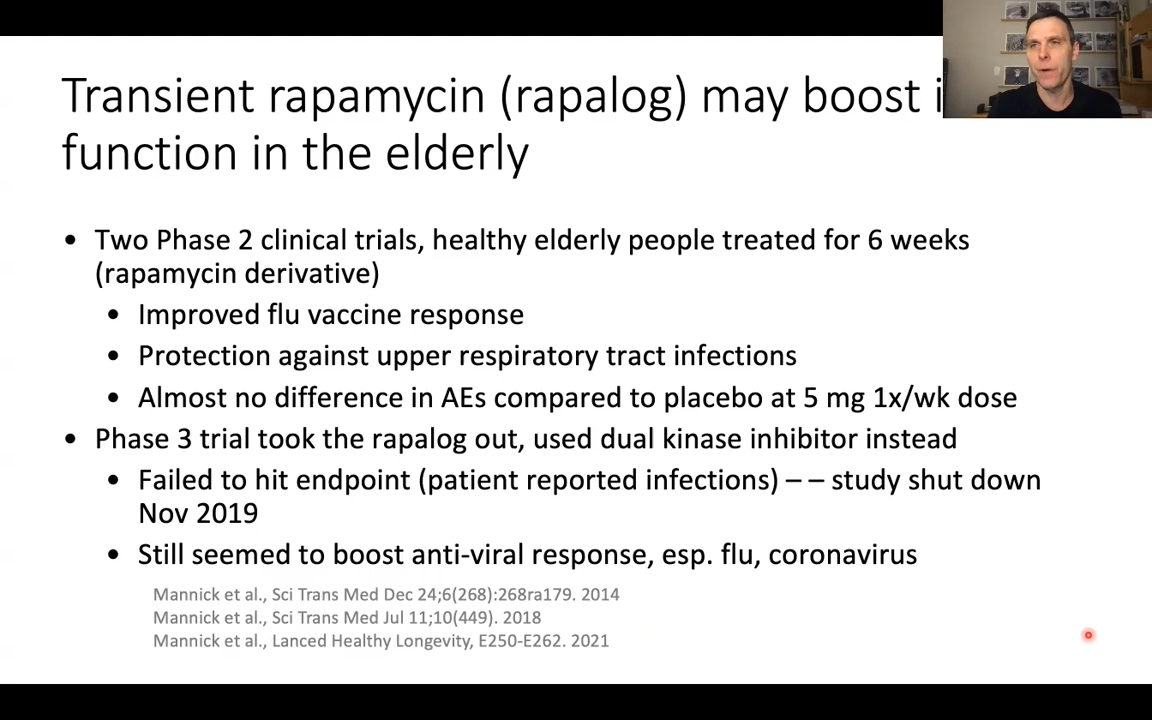 Transient rapamycin (rapalog) may boost
function in the elderly
• Two Phase 2 clinical trials, healthy elderly people treated for 6 weeks
(rapamycin derivative)
• Improved flu vaccine response
• Protection against upper respiratory tract infections
• Almost no difference in AEs compared to placebo at 5 mg 1x/wk dose
• Phase 3 trial took the rapalog out, used dual kinase inhibitor instead
• Failed to hit endpoint (patient reported infections) – – study shut down
Nov 2019
• Still seemed to boost anti-viral response, esp. flu, coronavirus
Mannick et al., Sci Trans Med Dec 24;6(268):268ra179. 2014
Mannick et al., Sci Trans Med Jul 11;10(449). 2018
Mannick et al., Lanced Healthy Longevity, E250-E262. 2021